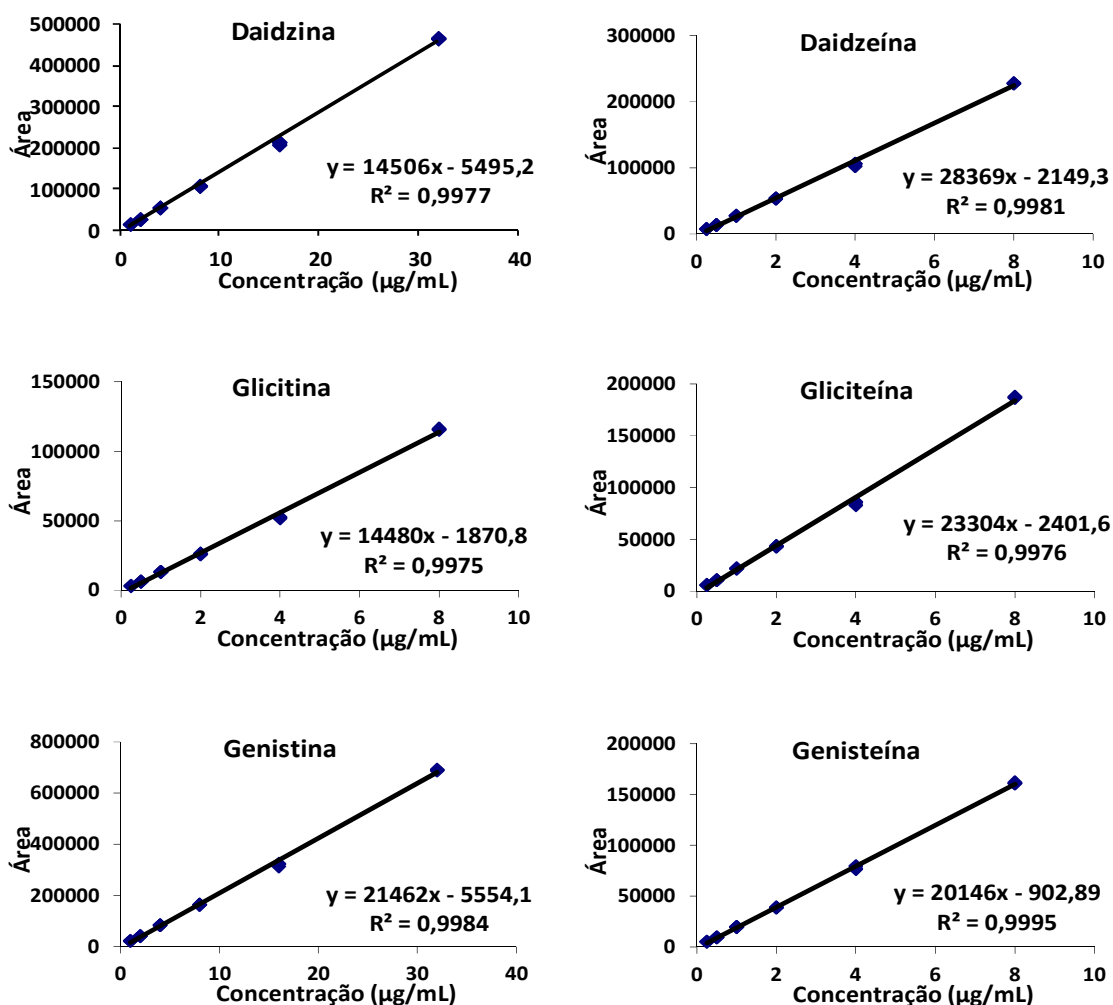 Daidzina
500000
400000
300000
200000
100000
0
Área
0 10 20 30 40
Concentração (µg/mL)
y = 14506x - 5495,2
R² = 0,9977
Daidzeína
300000
200000
100000
0
Área
0 2 4 6 8 10
Concentração (µg/mL)
y = 28369x - 2149,3
R² = 0,9981
Glicitina
150000
100000
50000
0
Área
0 2 4 6 8 10
Concentração (µg/mL)
y = 14480x - 1870,8
R² = 0,9975
Gliciteína
200000
150000
100000
50000
0
Área
0 2 4 6 8 10
Concentração (µg/mL)
y = 23304x - 2401,6
R² = 0,9976
Genistina
800000
600000
400000
200000
0
Área
0 10 20 30 40
Concentração (µg/mL)
y = 21462x - 5554,1
R² = 0,9984
Genisteína
200000
150000
100000
50000
0
Área
0 2 4 6 8 10
Concentração (µg/mL)
y = 20146x - 902,89
R² = 0,9995